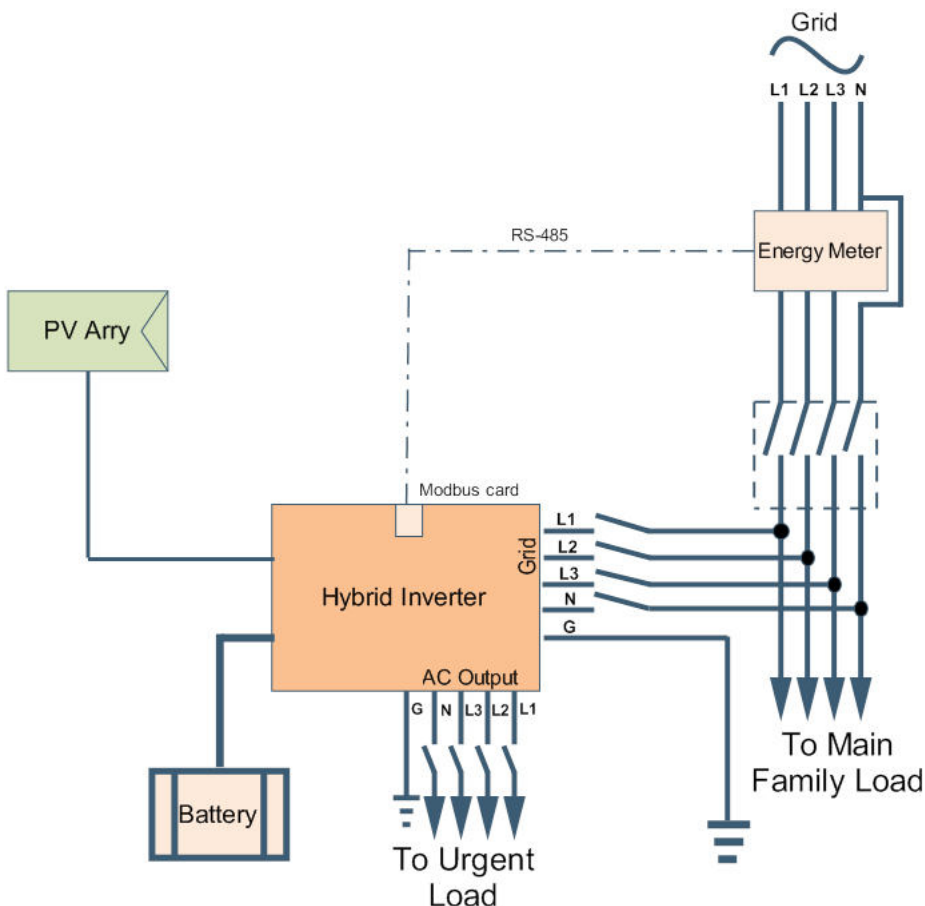 Grid
L1 L2 L3 N
RS-485
Energy Meter
PV Arry
Modbus card
L1
L2
L3
N
G
Grid
Hybrid Inverter
AC Output
G N L3 L2 L1
To Main
Family Load
Battery
To Urgent
Load